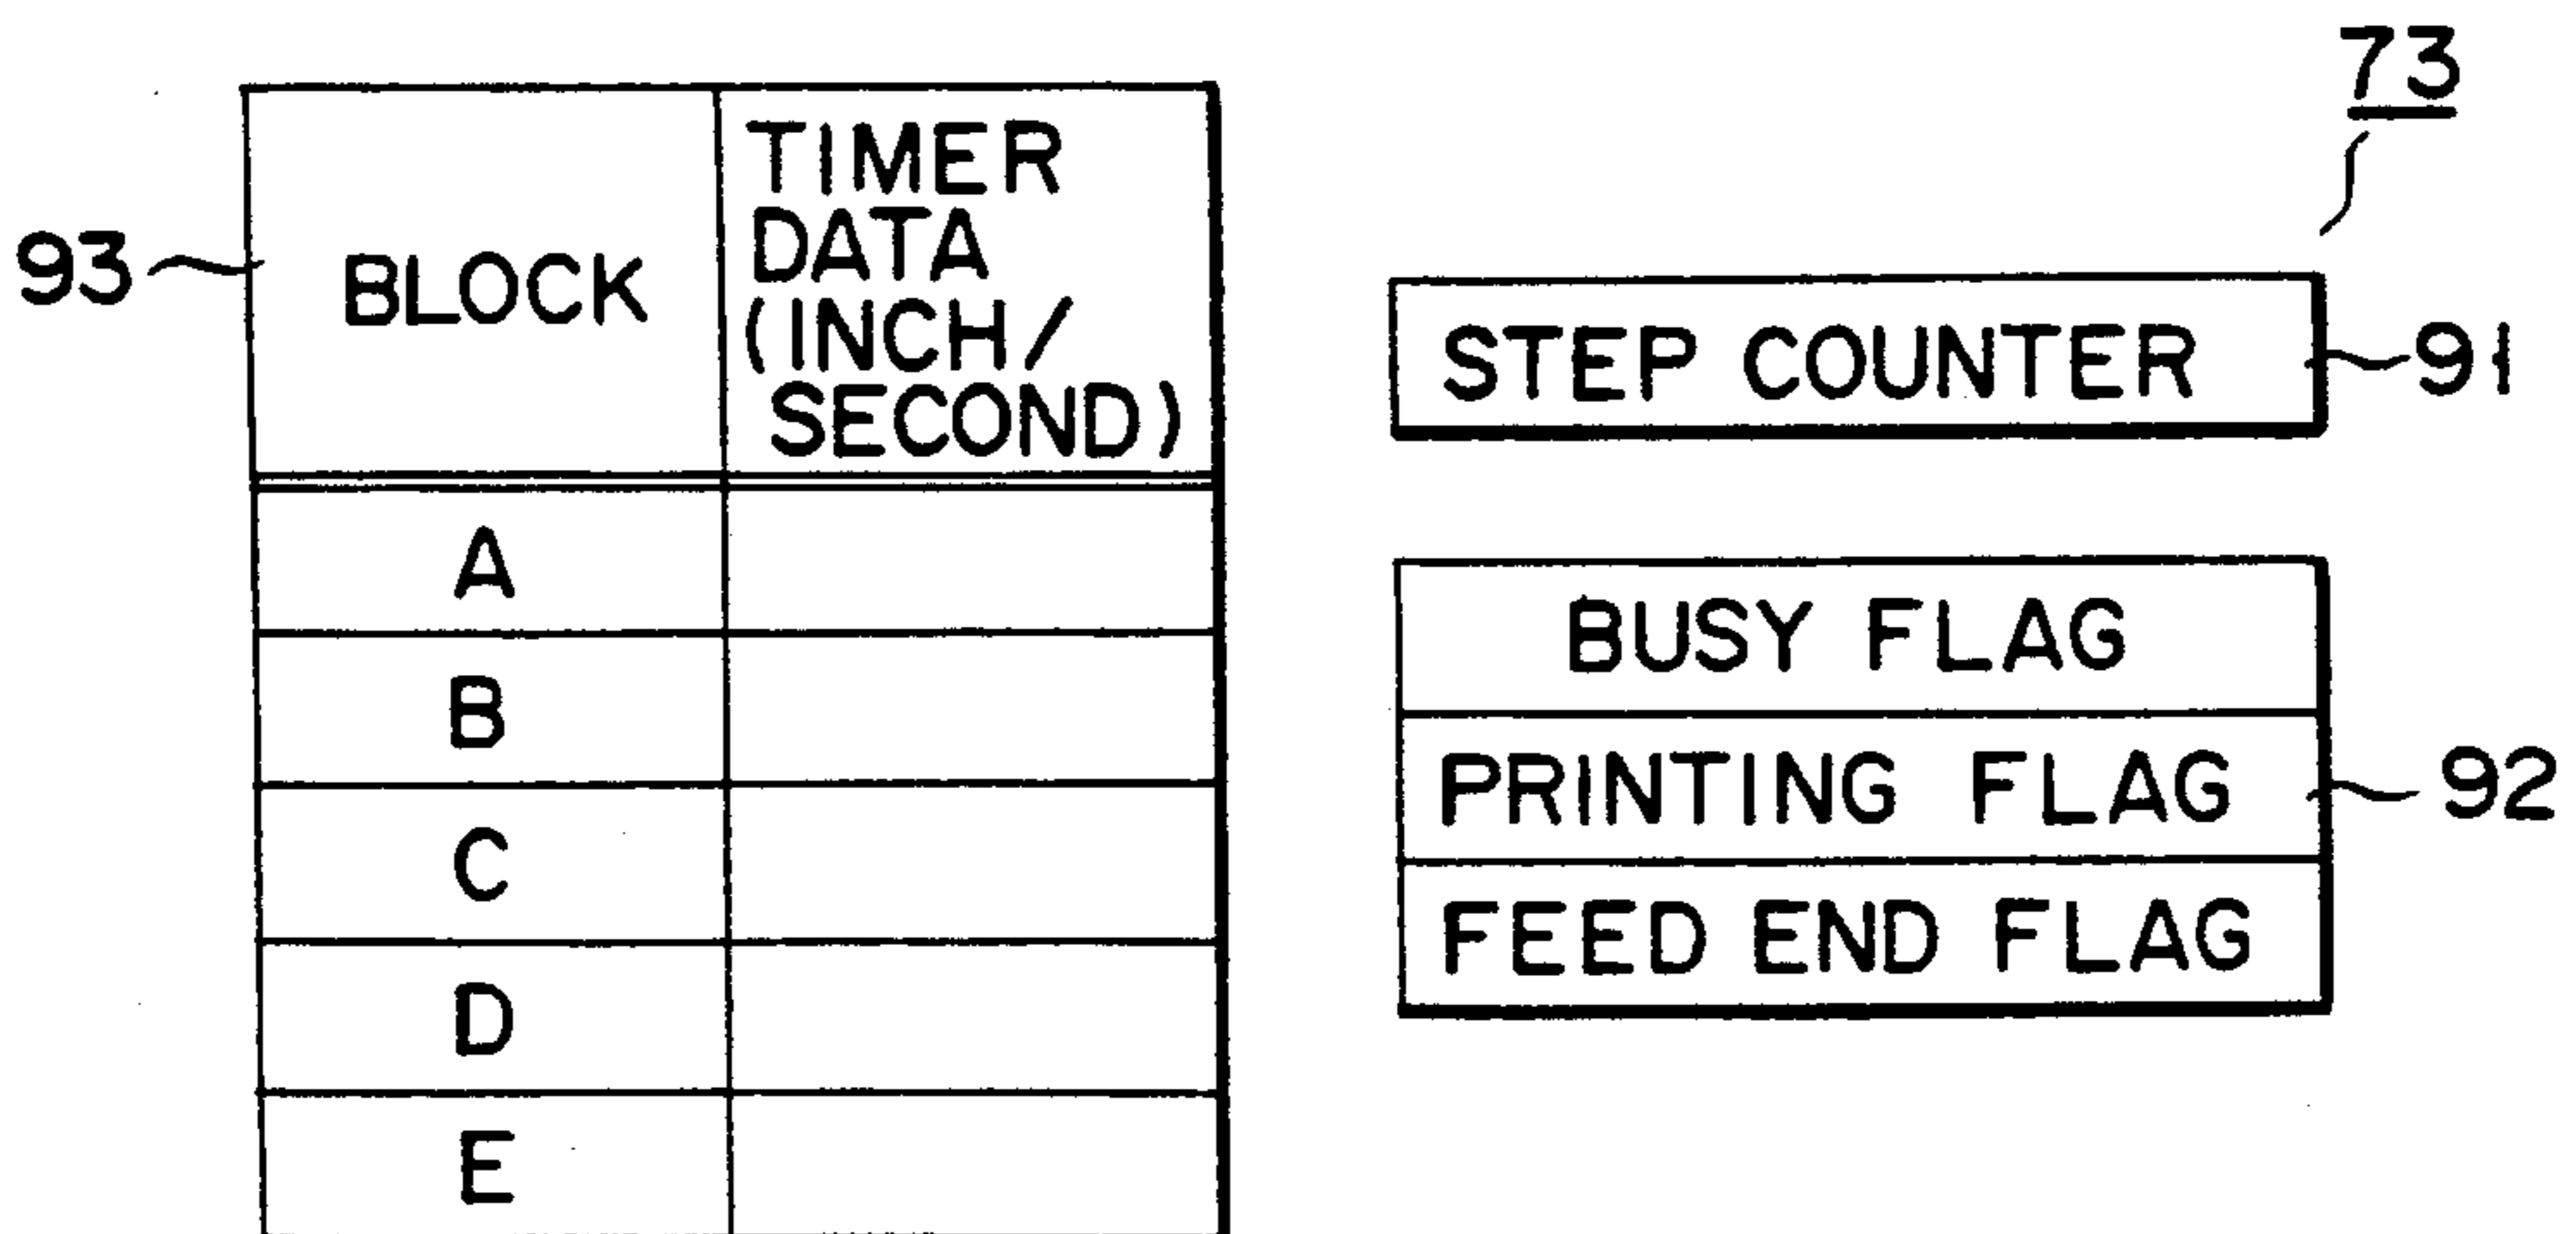 73
93
BLOCK
TIMER
DATA
(INCH/
SECOND)
A
B
C
D
E
STEP COUNTER
91
BUSY FLAG
PRINTING FLAG
92
FEED END FLAG